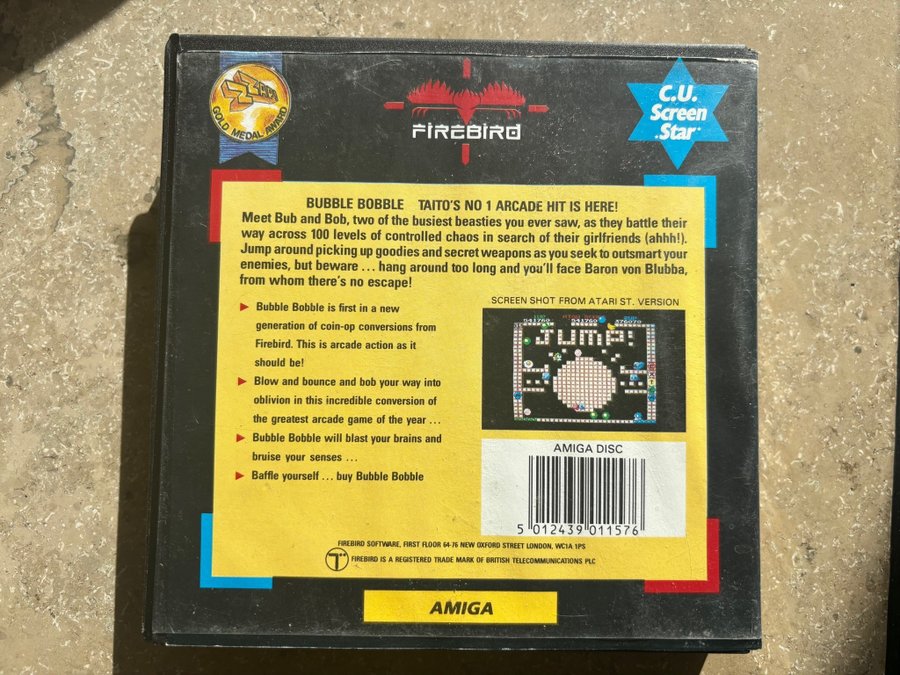 ZZAP!
GOLD MEDAL AWARD
FIREBIRD
C.U.
Screen
Star
BUBBLE BOBBLE TAITO'S NO 1 ARCADE HIT IS HERE!
Meet Bub and Bob, two of the busiest beasties you ever saw, as they battle their
way across 100 levels of controlled chaos in search of their girlfriends (ahhh!).
Jump around picking up goodies and secret weapons as you seek to outsmart your
enemies, but beware ... hang around too long and you'll face Baron von Blubba,
from whom there's no escape!
Bubble Bobble is first in a new
generation of coin-op conversions from
Firebird. This is arcade action as it
should be!
Blow and bounce and bob your way into
oblivion in this incredible conversion of
the greatest arcade game of the year ...
Bubble Bobble will blast your brains and
bruise your senses ...
Baffle yourself ... buy Bubble Bobble
SCREEN SHOT FROM ATARI ST. VERSION
541760 541760 376070
JUMP!
AMIGA DISC
5 012439 011576
FIREBIRD SOFTWARE, FIRST FLOOR 64-76 NEW OXFORD STREET LONDON, WC1A 1PS
T FIREBIRD IS A REGISTERED TRADE MARK OF BRITISH TELECOMMUNICATIONS PLC
AMIGA